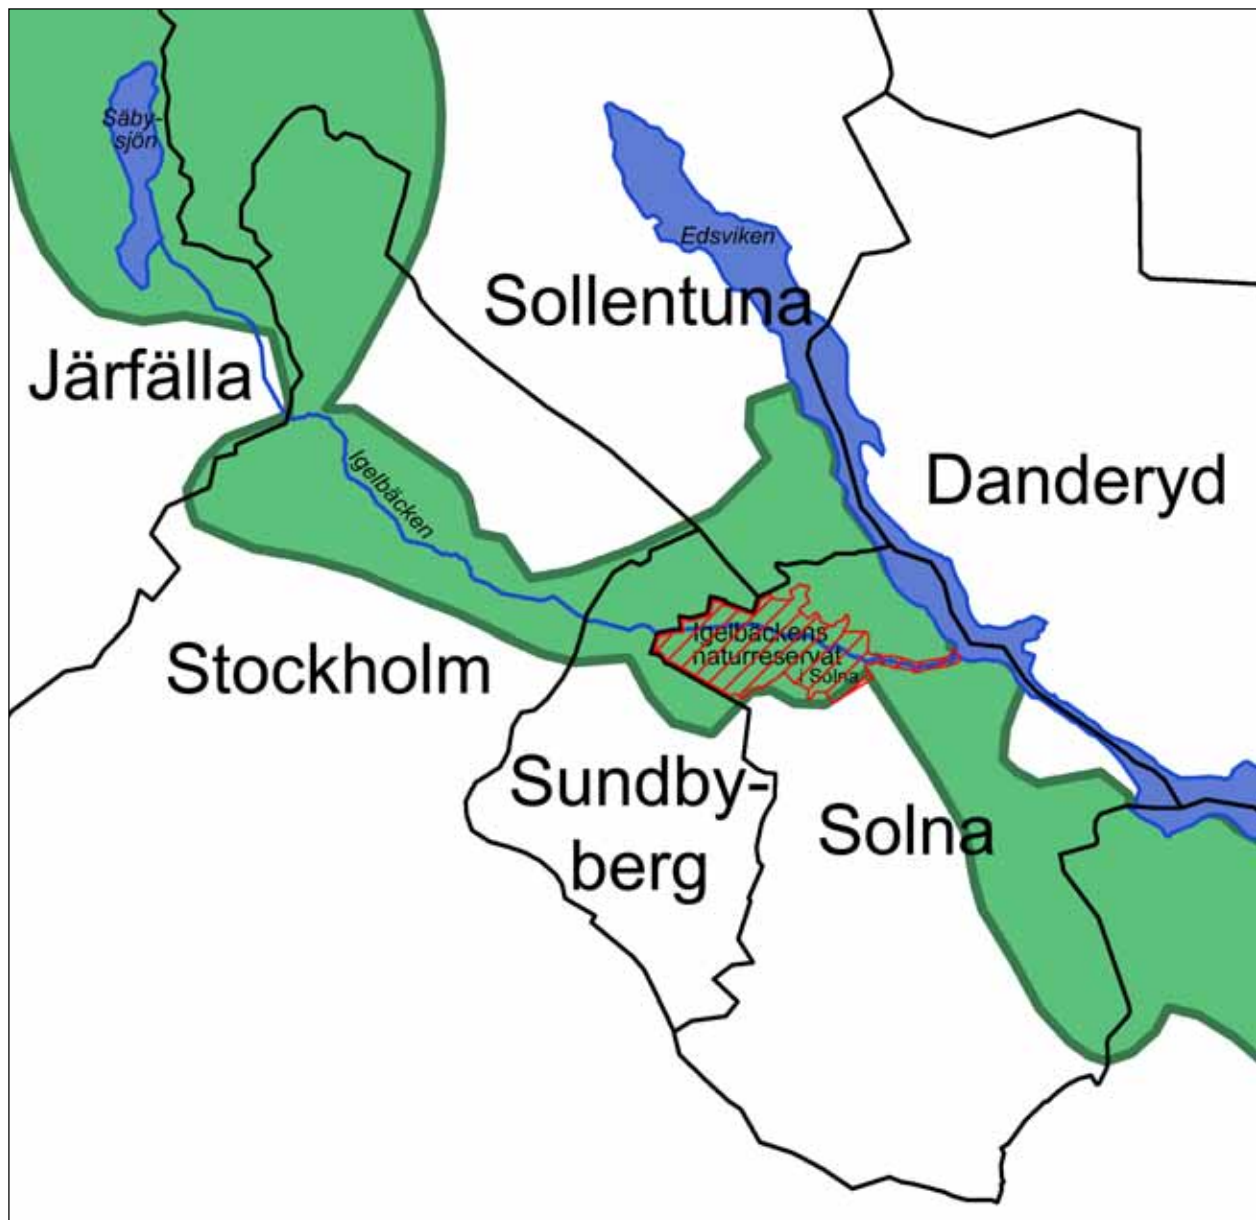 Säby-
sjön
Edsviken
Sollentuna
Järfälla
Danderyd
Igelbäcken
Igelbäckens
naturreservat
i Solna
Stockholm
Sundby-
berg
Solna